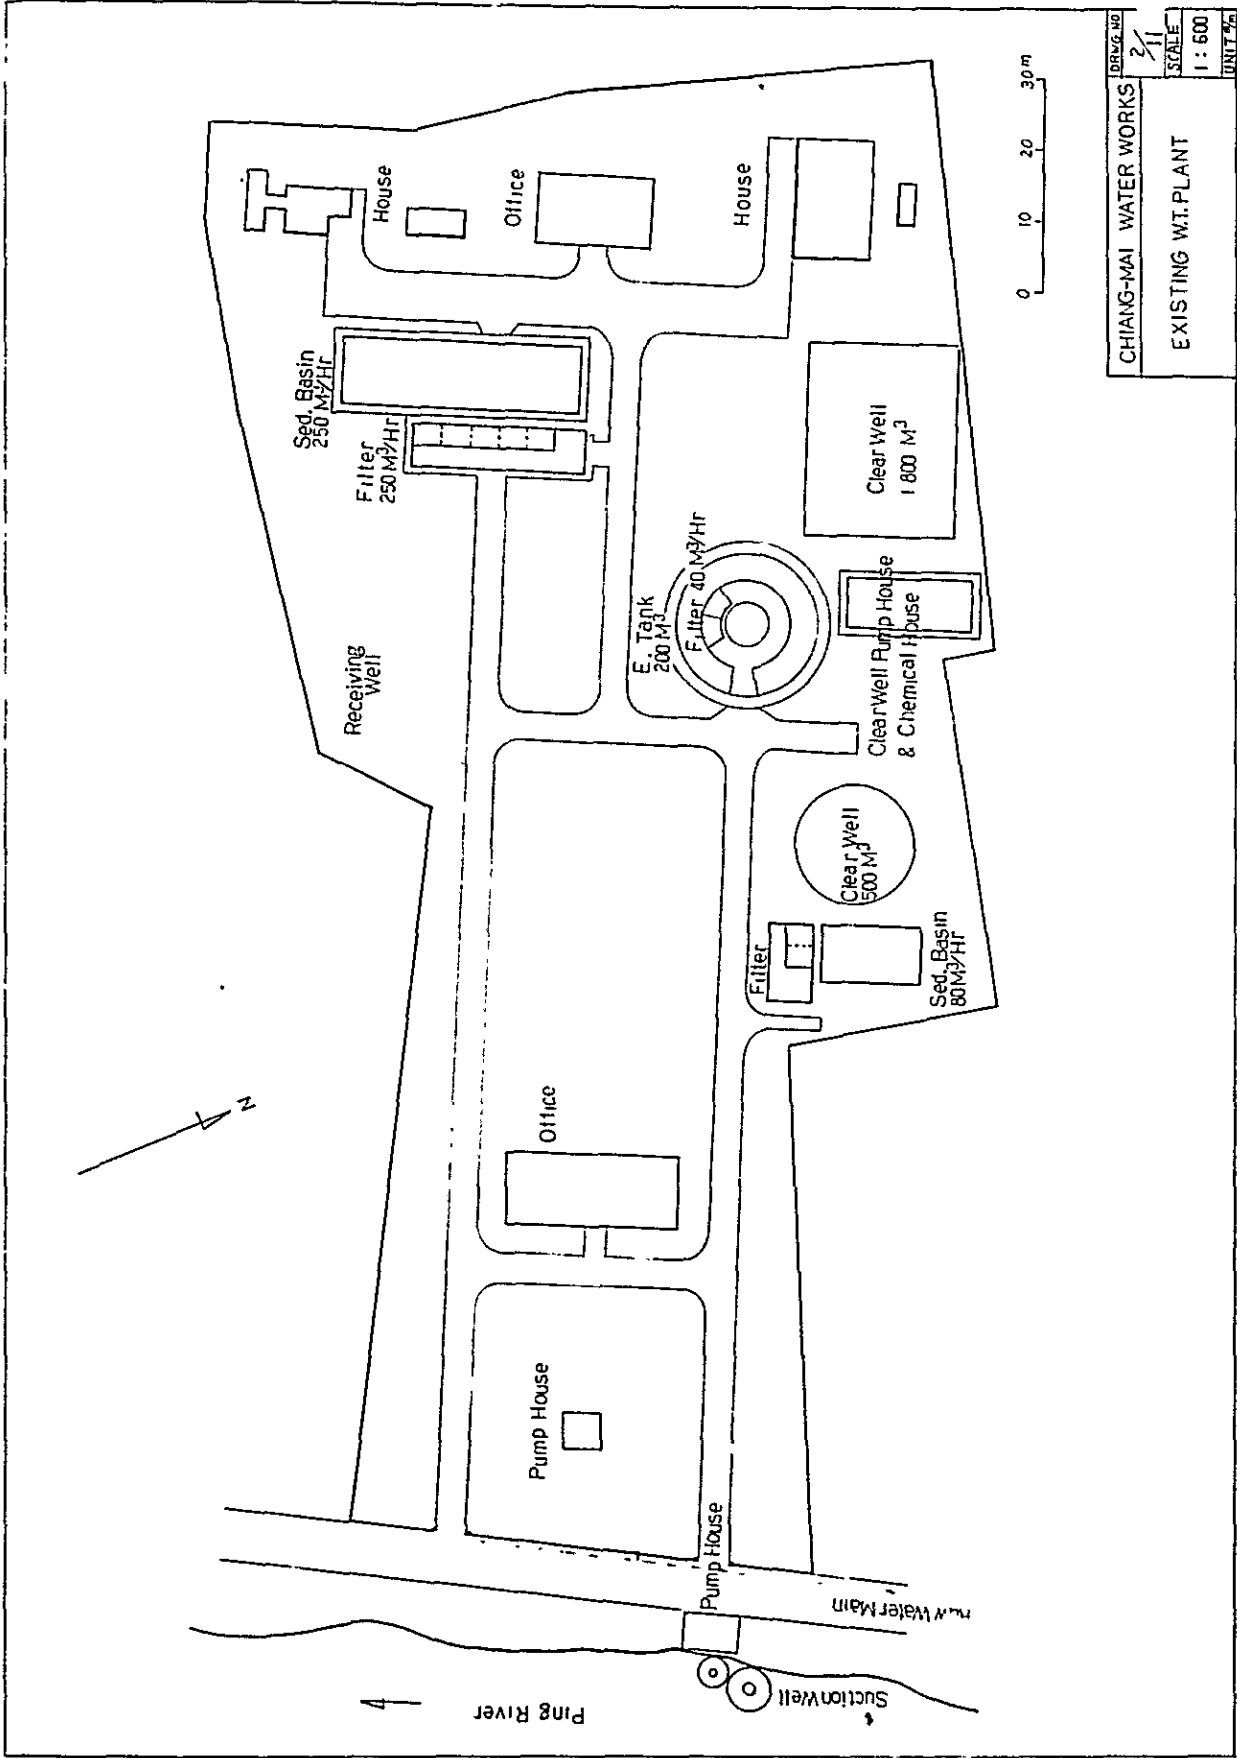 House
Office
House
Sed. Basin
250 M³/Hr
Filter
250 M³/Hr
Receiving
Well
E. Tank
200 M³
Filter 40 M³/Hr
Clear Well
1 800 M³
Clear Well Pump House
& Chemical House
Clear Well
500 M³
Filter
Sed. Basin
80 M³/Hr
N
Office
Pump House
Pump House
Water Main
Suction Well
Ping River
0 10 20 30m
CHIANG-MAI WATER WORKS
EXISTING W.T. PLANT
DRWG NO
2/11
SCALE
1 : 600
UNIT